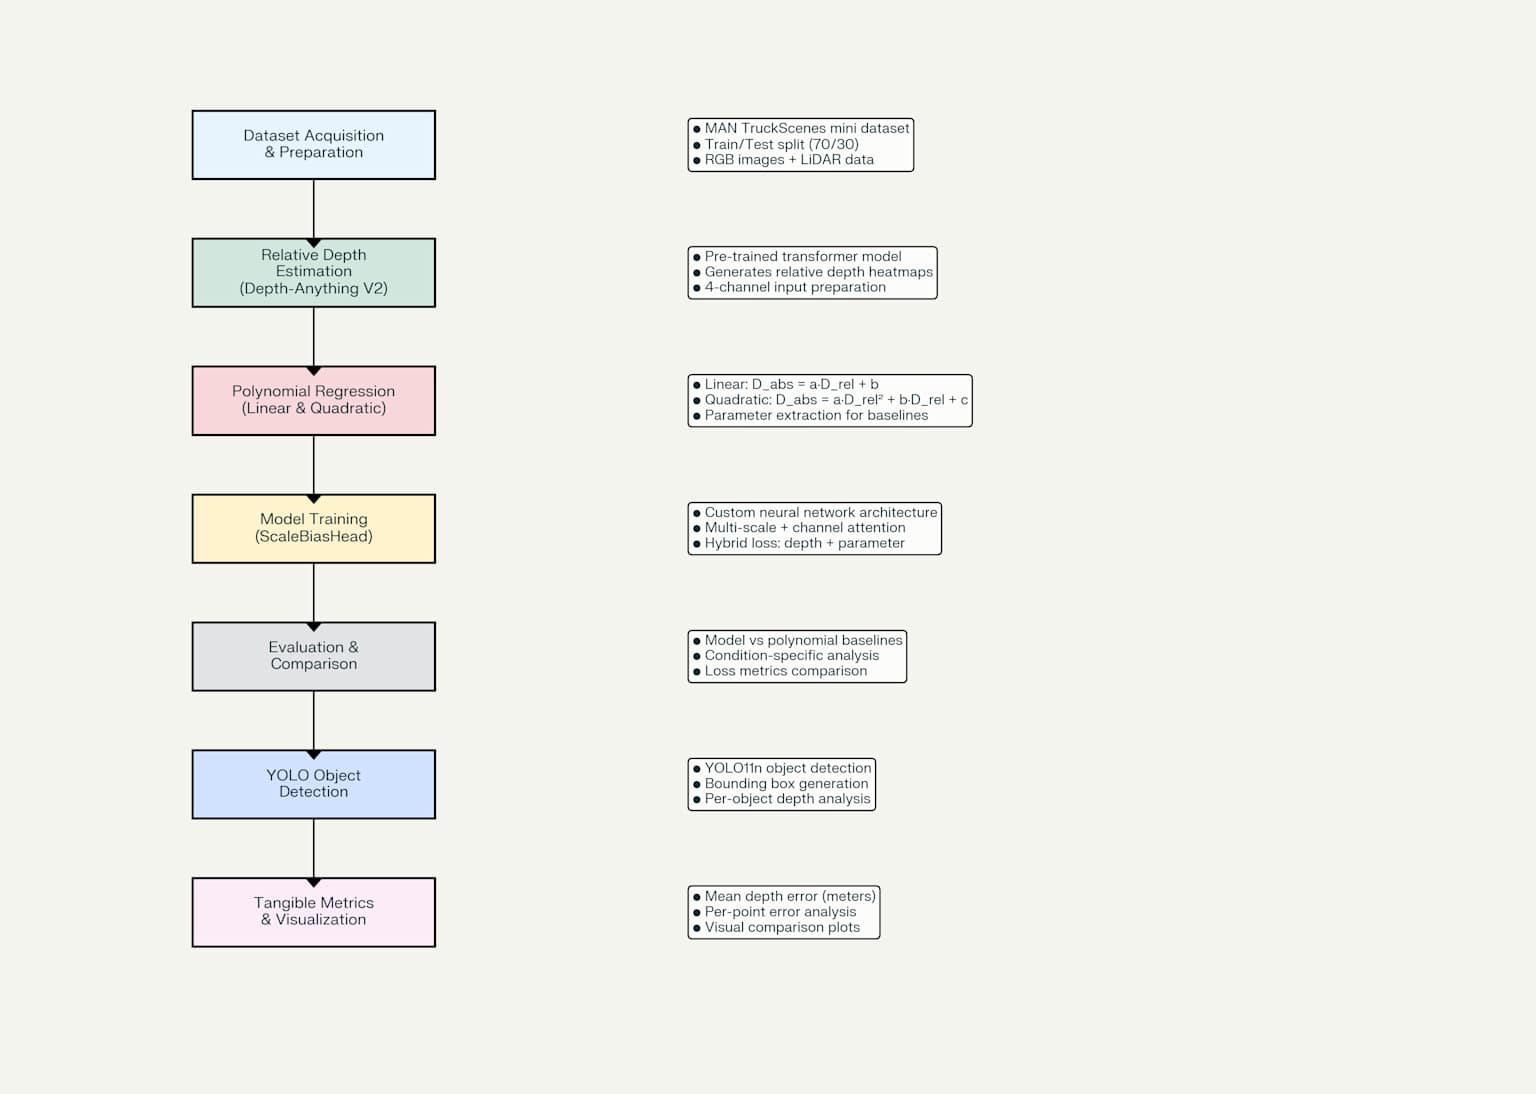 Dataset Acquisition
& Preparation
● MAN TruckScenes mini dataset
● Train/Test split (70/30)
● RGB images + LiDAR data
Relative Depth
Estimation
(Depth-Anything V2)
● Pre-trained transformer model
● Generates relative depth heatmaps
● 4-channel input preparation
Polynomial Regression
(Linear & Quadratic)
● Linear: D_abs = a·D_rel + b
● Quadratic: D_abs = a·D_rel² + b·D_rel + c
● Parameter extraction for baselines
Model Training
(ScaleBiasHead)
● Custom neural network architecture
● Multi-scale + channel attention
● Hybrid loss: depth + parameter
Evaluation &
Comparison
● Model vs polynomial baselines
● Condition-specific analysis
● Loss metrics comparison
YOLO Object
Detection
● YOLO11n object detection
● Bounding box generation
● Per-object depth analysis
Tangible Metrics
& Visualization
● Mean depth error (meters)
● Per-point error analysis
● Visual comparison plots